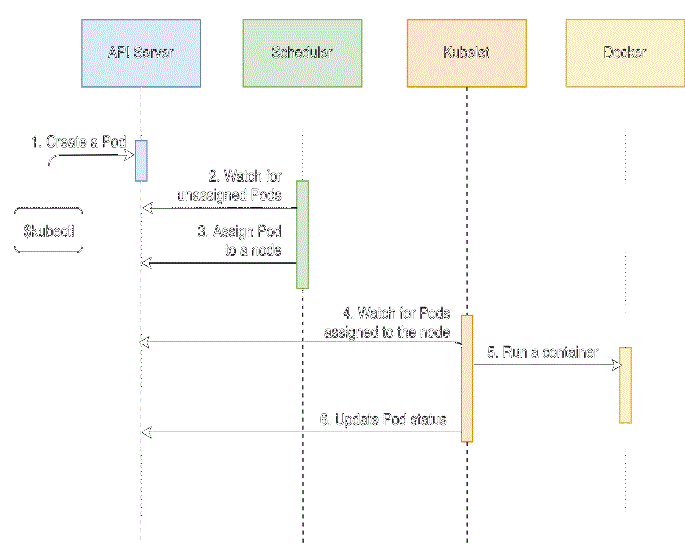 API Server
Scheduler
Kubelet
Docker
1. Create a Pod
2. Watch for
unassigned Pods
$kubectl
3. Assign Pod
to a node
4. Watch for Pods
assigned to the node
5. Run a container
6. Update Pod status